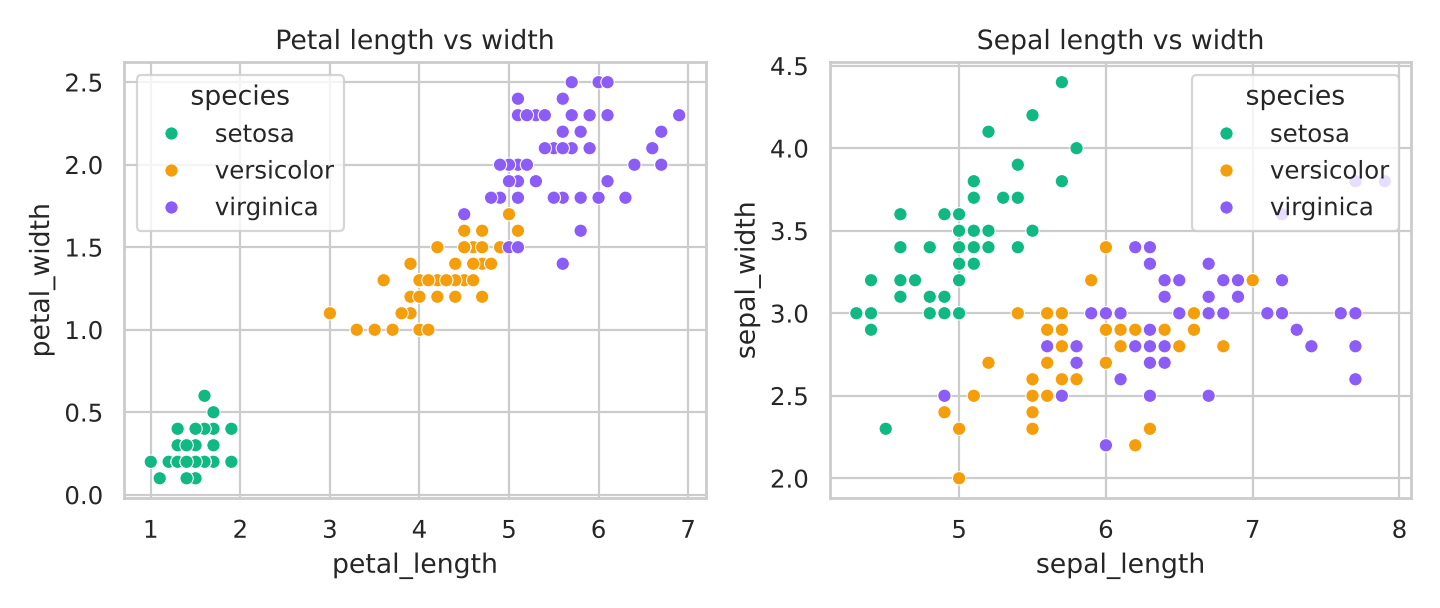 Petal length vs width
species
setosa
versicolor
virginica
2.5
2.0
1.5
1.0
0.5
0.0
petal_width
1 2 3 4 5 6 7
petal_length
Sepal length vs width
species
setosa
versicolor
virginica
4.5
4.0
3.5
3.0
2.5
2.0
sepal_width
5 6 7 8
sepal_length